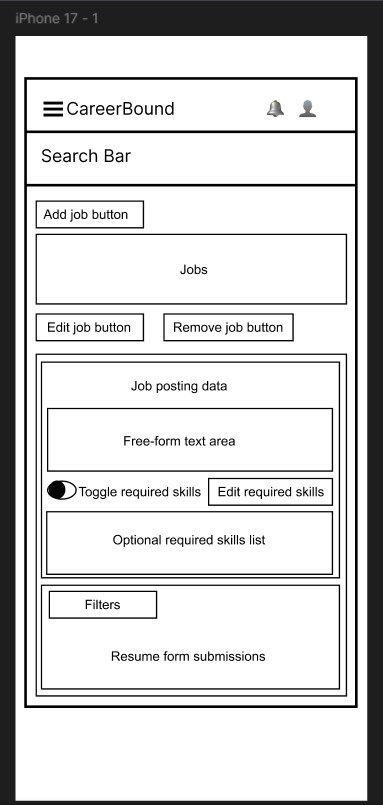 iPhone 17 - 1
CareerBound
Search Bar
Add job button
Jobs
Edit job button Remove job button
Job posting data
Free-form text area
Toggle required skills Edit required skills
Optional required skills list
Filters
Resume form submissions